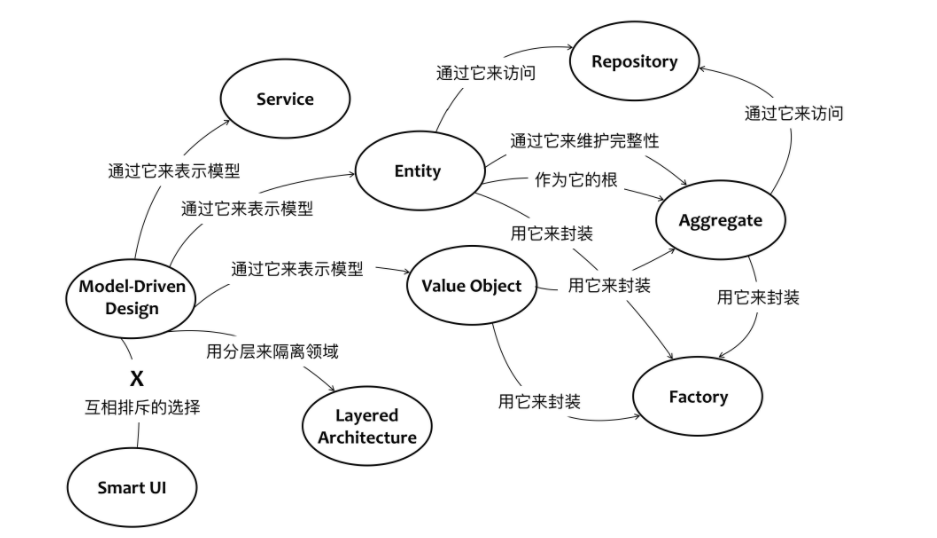 Repository
通过它来访问
Service
通过它来访问
通过它来维护完整性
通过它来表示模型
Entity
作为它的根
通过它来表示模型
Aggregate
用它来封装
通过它来表示模型
Model-Driven
Design
Value Object
用它来封装
用它来封装
用分层来隔离领域
X
互相排斥的选择
Layered
Architecture
用它来封装
Factory
Smart UI